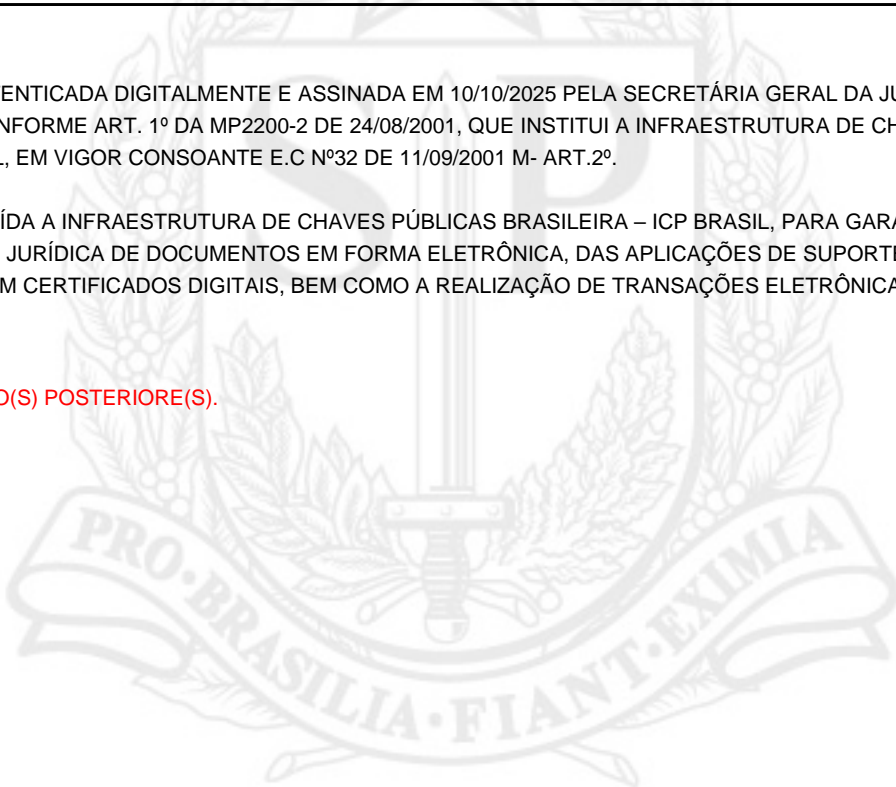 ENTICADA DIGITALMENTE E ASSINADA EM 10/10/2025 PELA SECRETÁRIA GERAL DA JU
NFORME ART. 1º DA MP2200-2 DE 24/08/2001, QUE INSTITUI A INFRAESTRUTURA DE CH
L, EM VIGOR CONSOANTE E.C Nº32 DE 11/09/2001 M- ART.2º.
ÍDA A INFRAESTRUTURA DE CHAVES PÚBLICAS BRASILEIRA – ICP BRASIL, PARA GARA
JURÍDICA DE DOCUMENTOS EM FORMA ELETRÔNICA, DAS APLICAÇÕES DE SUPORTE
M CERTIFICADOS DIGITAIS, BEM COMO A REALIZAÇÃO DE TRANSAÇÕES ELETRÔNICA
O(S) POSTERIORE(S).
SP
PRO·BRASILIA·FIANT·EXIMIA